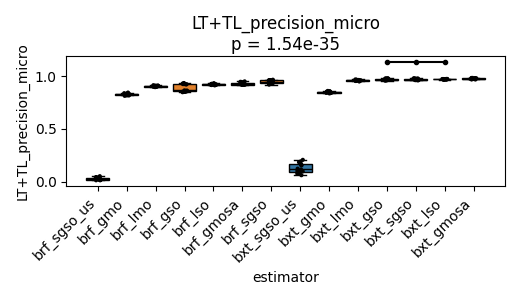 LT+TL_precision_micro
p = 1.54e-35
LT+TL_precision_micro
1.0
0.5
0.0
brf_sgso_us
brf_gmo
brf_lmo
brf_gso
brf_lso
brf_gmosa
brf_sgso
bxt_sgso_us
bxt_gmo
bxt_lmo
bxt_gso
bxt_sgso
bxt_lso
bxt_gmosa
estimator